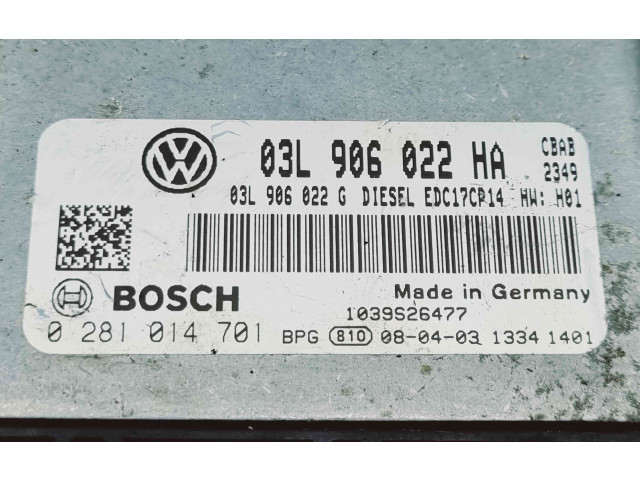 VW
03L 906 022 HA
CBAB
2349
03L 906 022 G DIESEL EDC17CP14 HW: H01
BOSCH
Made in Germany
1039S26477
0 281 014 701 BPG 810 08-04-03 1334 1401